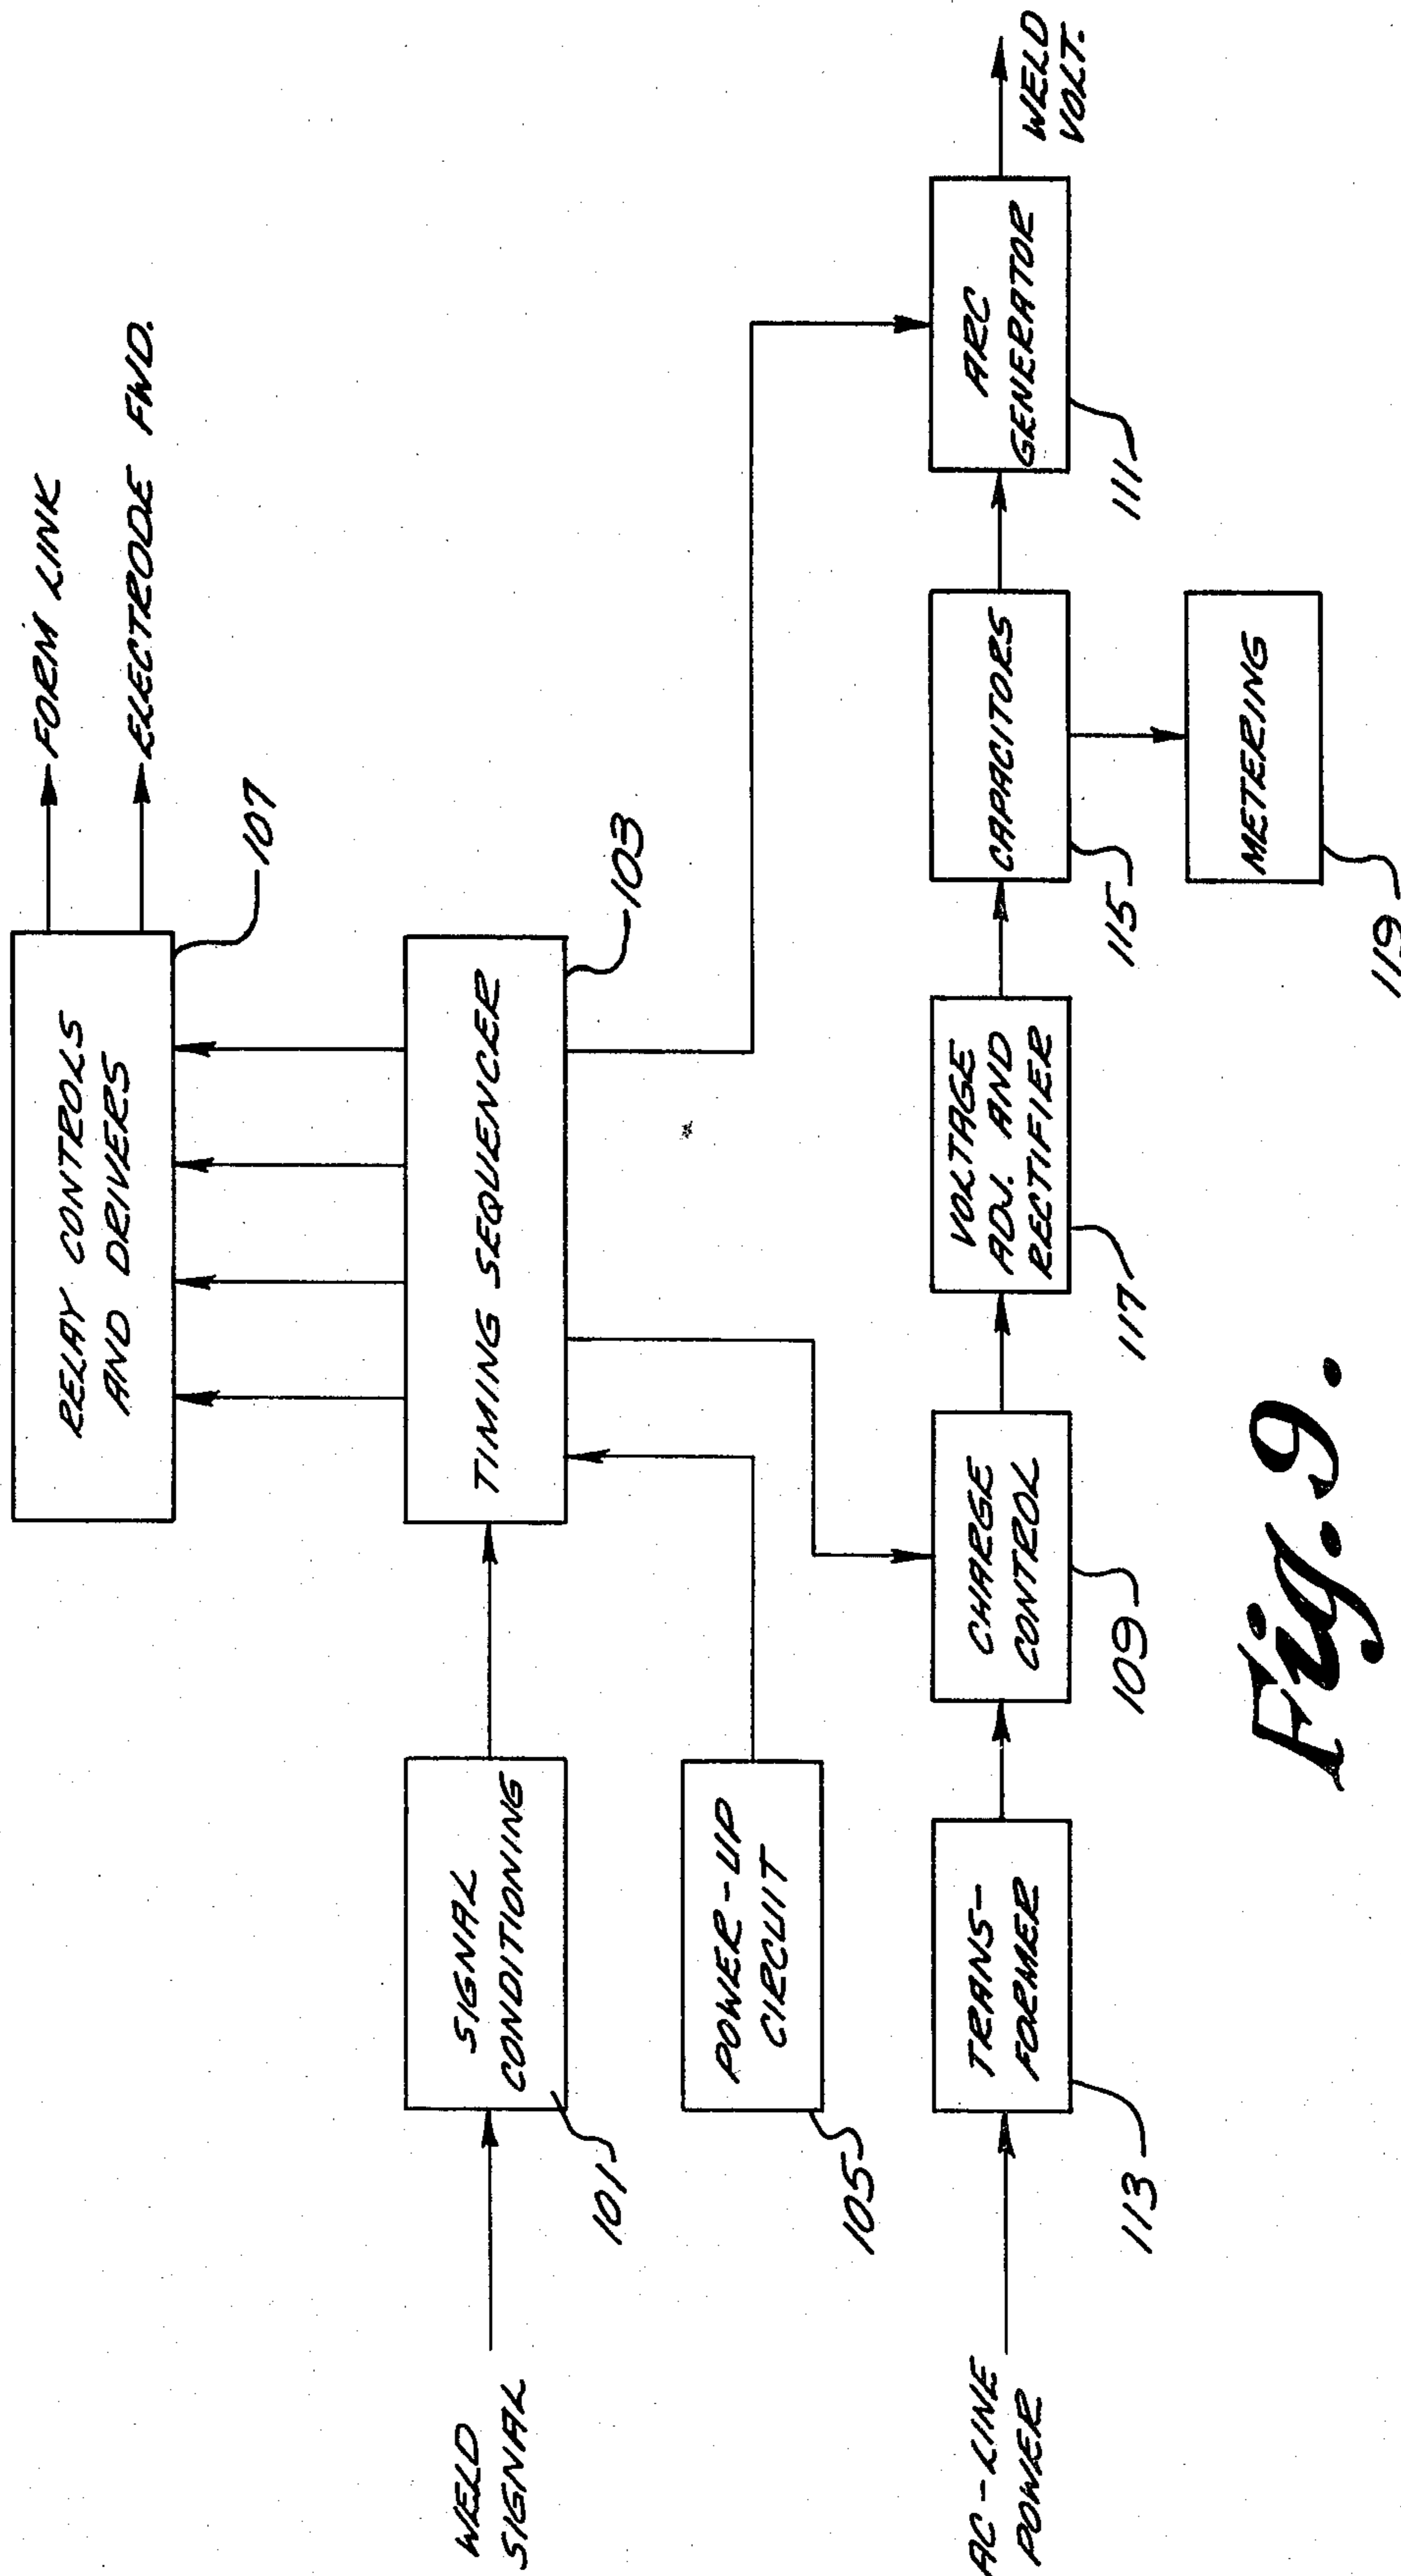 RELAY CONTROLS
AND DRIVERS
FORM LINK
ELECTRODE FWD.
107
WELD
SIGNAL
SIGNAL
CONDITIONING
101
TIMING SEQUENCER
103
POWER-UP
CIRCUIT
105
AC-LINE
POWER
TRANS-
FORMER
113
CHARGE
CONTROL
109
VOLTAGE
ADJ. AND
RECTIFIER
117
CAPACITORS
115
ARC
GENERATOR
111
WELD
VOLT.
METERING
119
Fig. 9.